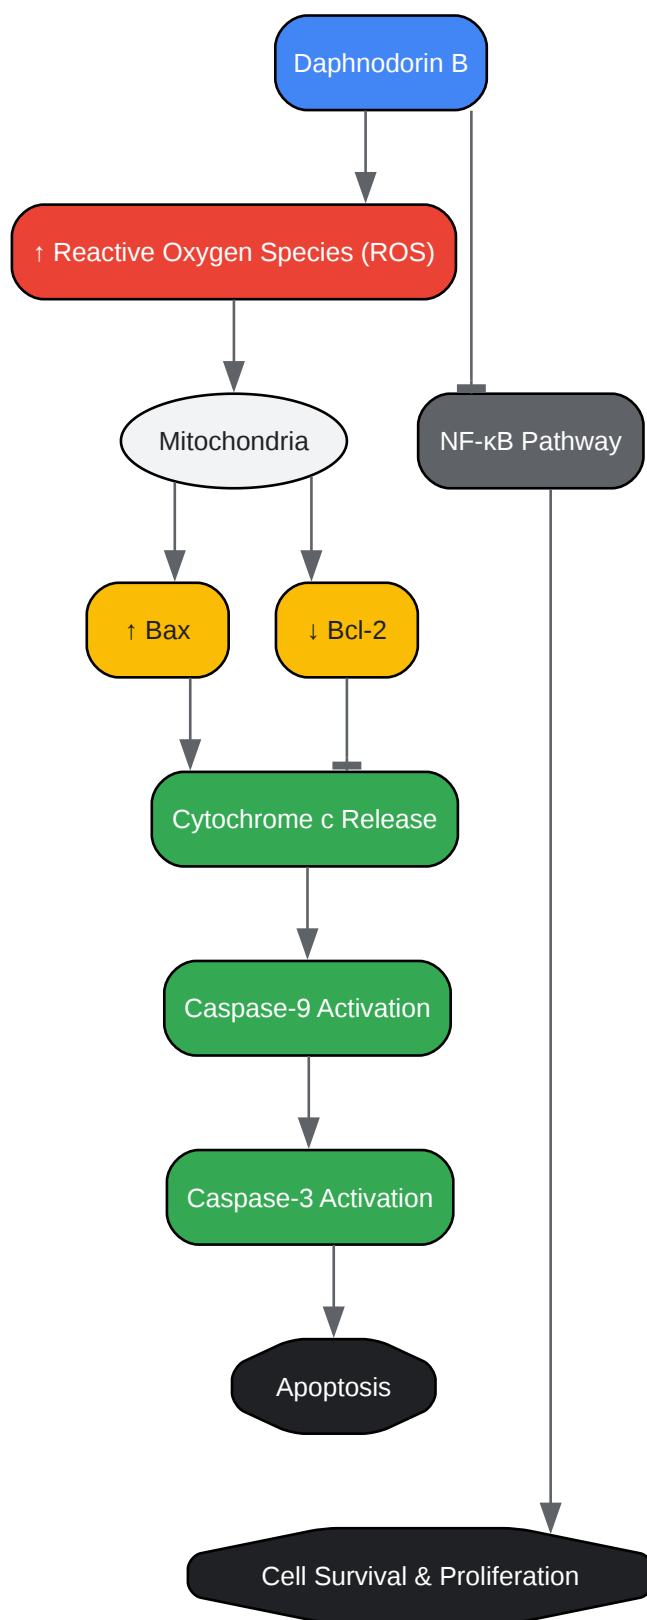 Daphnodorin B
↑ Reactive Oxygen Species (ROS)
Mitochondria
NF-κB Pathway
↑ Bax
↓ Bcl-2
Cytochrome c Release
Caspase-9 Activation
Caspase-3 Activation
Apoptosis
Cell Survival & Proliferation